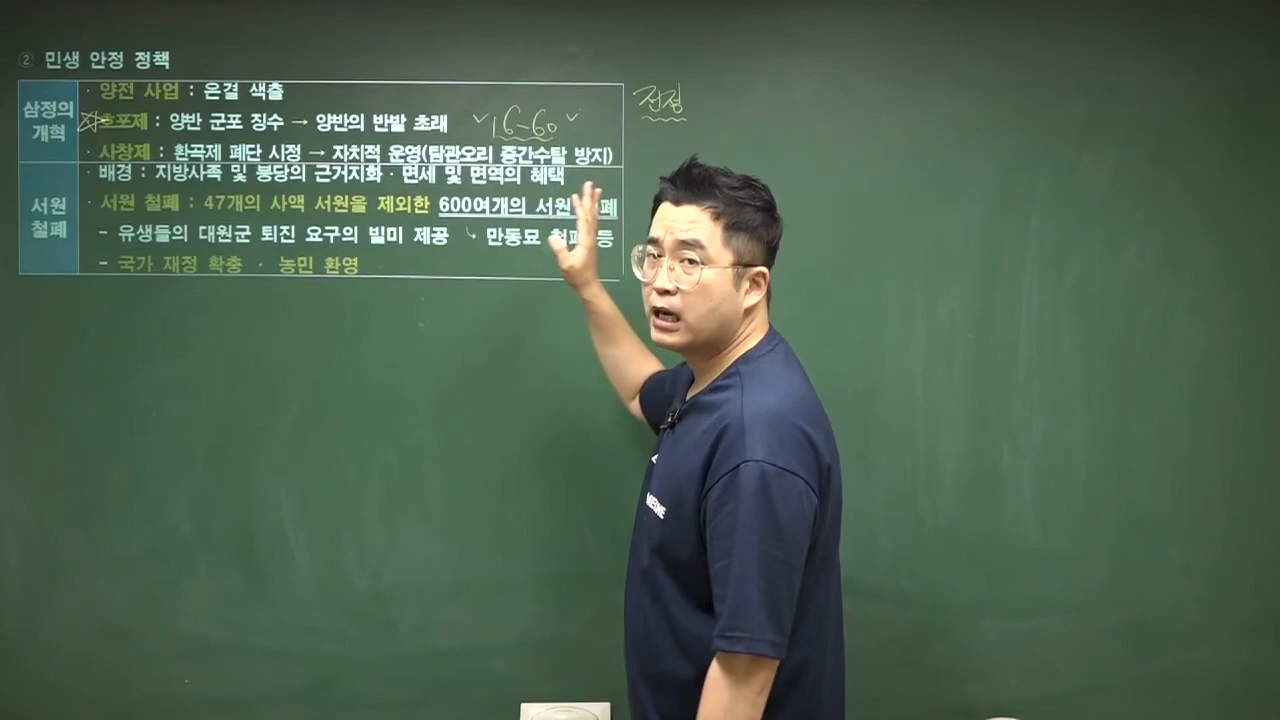 ② 민생 안정 정책
삼정의 개혁
· 양전 사업 : 은결 색출
전정
· 호포제 : 양반 군포 징수 → 양반의 반발 초래
16-60
· 사창제 : 환곡제 폐단 시정 → 자치적 운영(탐관오리 중간수탈 방지)
서원 철폐
· 배경 : 지방사족 및 붕당의 근거지화 · 면세 및 면역의 혜택
· 서원 철폐 : 47개의 사액 서원을 제외한 600여개의 서원 폐
- 유생들의 대원군 퇴진 요구의 빌미 제공 ↳ 만동묘 철폐 등
- 국가 재정 확충 · 농민 환영